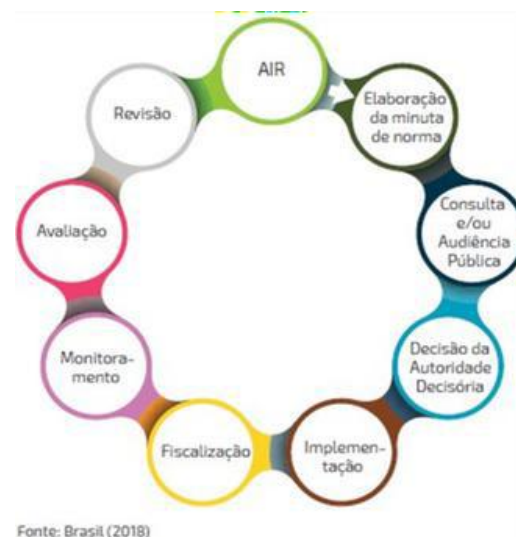 AIR
Elaboração
da minuta
de norma
Consulta
e/ou
Audiência
Pública
Decisão da
Autoridade
Decisória
Implemen-
tação
Fiscalização
Monitora-
mento
Avaliação
Revisão
Fonte: Brasil (2018)